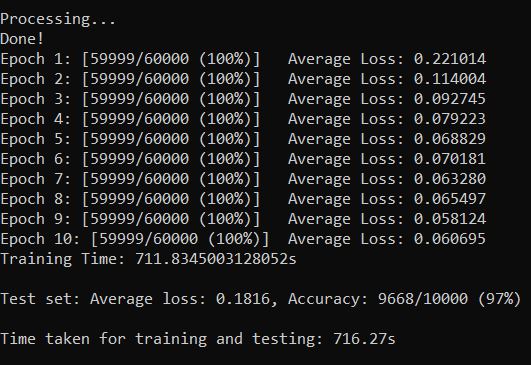 Processing...
Done!
Epoch 1: [59999/60000 (100%)]   Average Loss: 0.221014
Epoch 2: [59999/60000 (100%)]   Average Loss: 0.114004
Epoch 3: [59999/60000 (100%)]   Average Loss: 0.092745
Epoch 4: [59999/60000 (100%)]   Average Loss: 0.079223
Epoch 5: [59999/60000 (100%)]   Average Loss: 0.068829
Epoch 6: [59999/60000 (100%)]   Average Loss: 0.070181
Epoch 7: [59999/60000 (100%)]   Average Loss: 0.063280
Epoch 8: [59999/60000 (100%)]   Average Loss: 0.065497
Epoch 9: [59999/60000 (100%)]   Average Loss: 0.058124
Epoch 10: [59999/60000 (100%)]  Average Loss: 0.060695
Training Time: 711.8345003128052s

Test set: Average loss: 0.1816, Accuracy: 9668/10000 (97%)

Time taken for training and testing: 716.27s